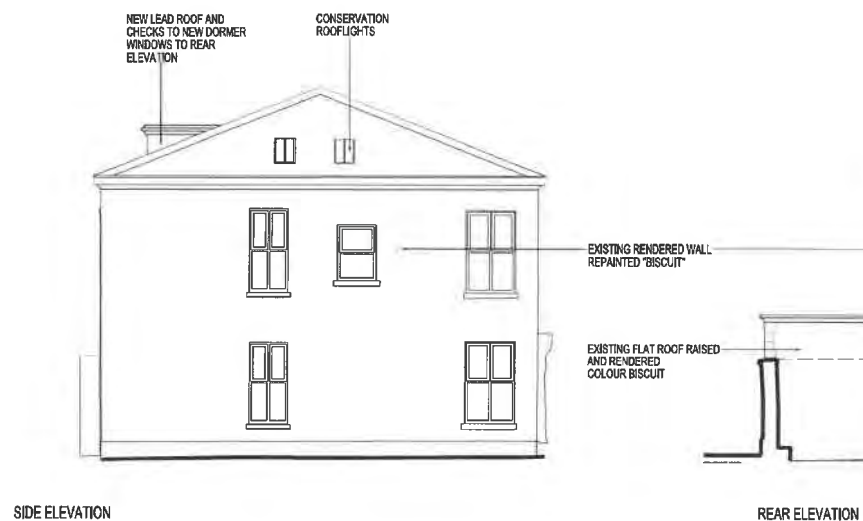 NEW LEAD ROOF AND
CHECKS TO NEW DORMER
WINDOWS TO REAR
ELEVATION
CONSERVATION
ROOFLIGHTS
EXISTING RENDERED WALL
REPAINTED "BISCUIT"
EXISTING FLAT ROOF RAISED
AND RENDERED
COLOUR BISCUIT
SIDE ELEVATION
REAR ELEVATION